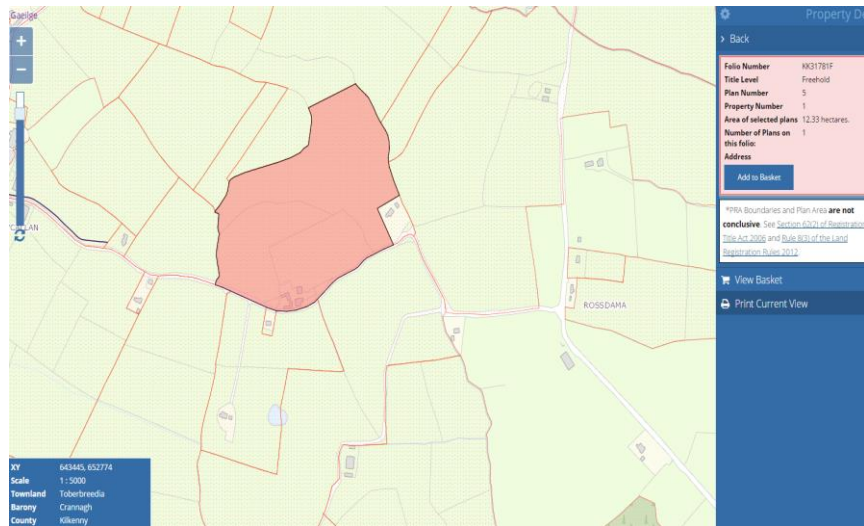 Gaeilge
+
−
ROSSDAMA
XY 643445, 652774
Scale 1 : 5000
Townland Toberbreedia
Barony Crannagh
County Kilkenny
Property De
Back
Folio Number KK31781F
Title Level Freehold
Plan Number 5
Property Number 1
Area of selected plans 12.33 hectares.
Number of Plans on 1
this folio:
Address
Add to Basket
*PRA Boundaries and Plan Area are not
conclusive. See Section 62(2) of Registration
Title Act 2006 and Rule 8(3) of the Land
Registration Rules 2012.
View Basket
Print Current View